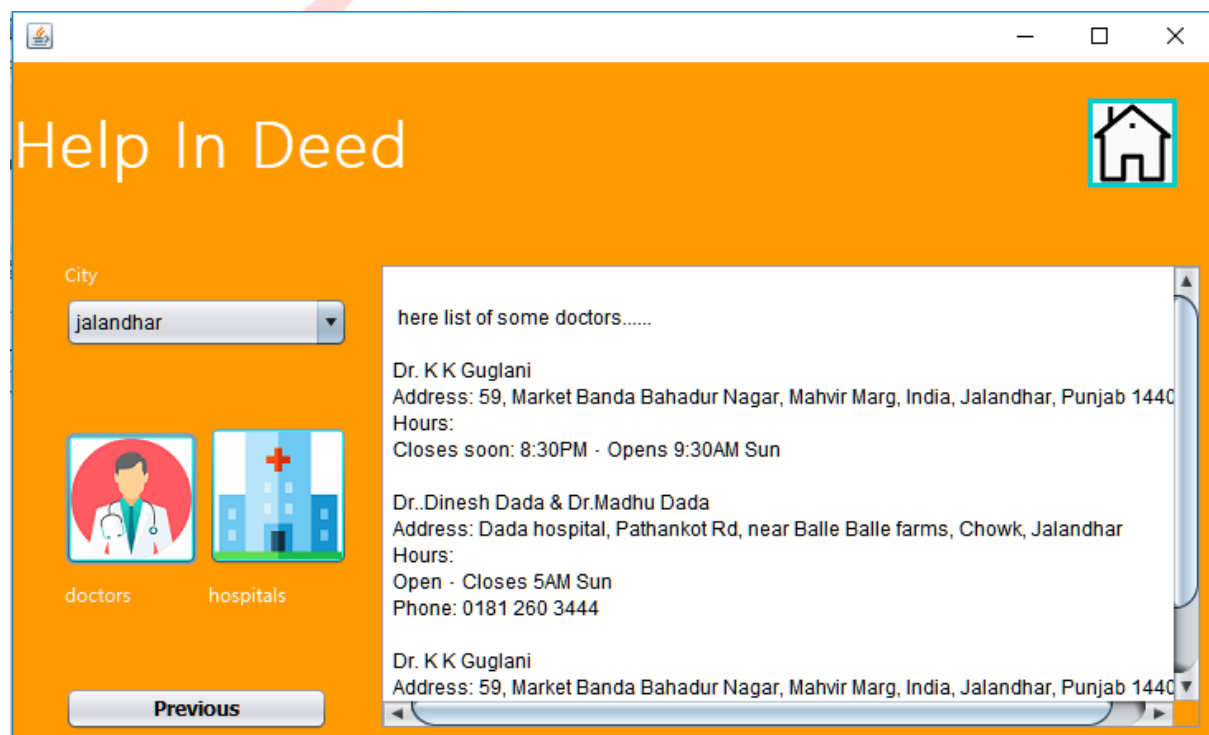 Help In Deed
City
jalandhar
doctors
hospitals
Previous
here list of some doctors......
Dr. K K Guglani
Address: 59, Market Banda Bahadur Nagar, Mahvir Marg, India, Jalandhar, Punjab 1440
Hours:
Closes soon: 8:30PM · Opens 9:30AM Sun
Dr..Dinesh Dada & Dr.Madhu Dada
Address: Dada hospital, Pathankot Rd, near Balle Balle farms, Chowk, Jalandhar
Hours:
Open · Closes 5AM Sun
Phone: 0181 260 3444
Dr. K K Guglani
Address: 59, Market Banda Bahadur Nagar, Mahvir Marg, India, Jalandhar, Punjab 1440